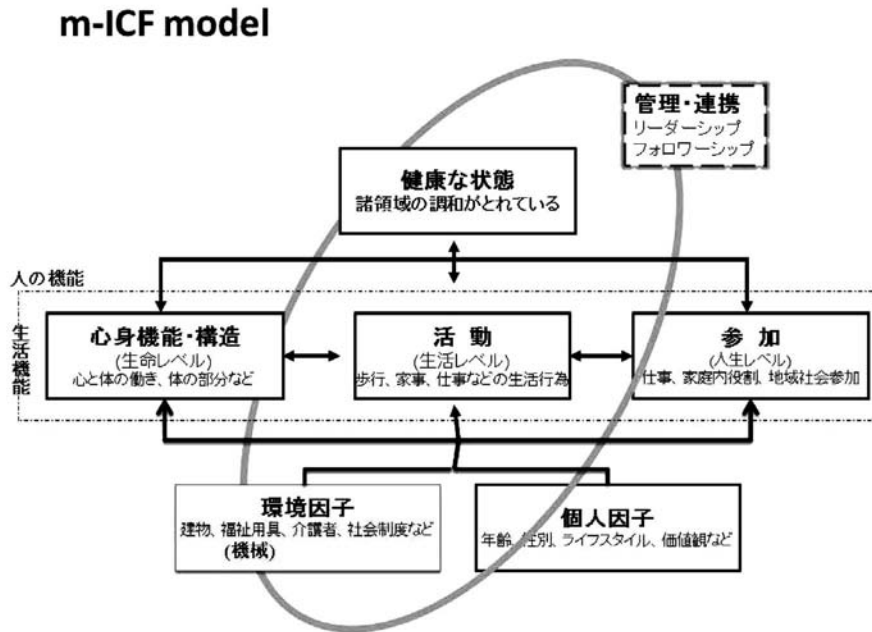 m-ICF model
管理・連携
リーダーシップ
フォロワーシップ
健康な状態
諸領域の調和がとれている
人の機能
生活機能
心身機能・構造
(生命レベル)
心と体の働き、体の部分など
活 動
(生活レベル)
歩行、家事、仕事などの生活行為
参 加
(人生レベル)
仕事、家庭内役割、地域社会参加
環境因子
建物、福祉用具、介護者、社会制度など
(機械)
個人因子
年齢、性別、ライフスタイル、価値観など